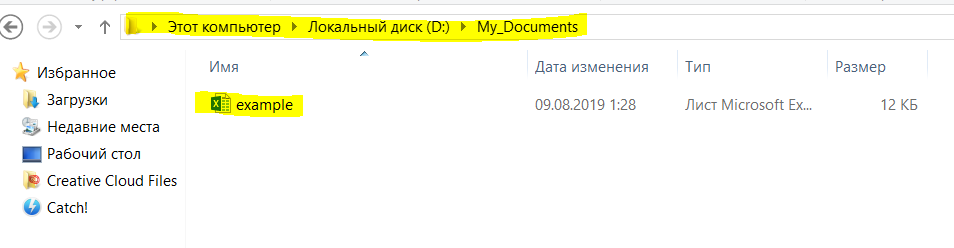 Этот компьютер Локальный диск (D:) My_Documents
Имя Дата изменения Тип Размер
Избранное
example 09.08.2019 1:28 Лист Microsoft Ex... 12 КБ
Загрузки
Недавние места
Рабочий стол
Creative Cloud Files
Catch!